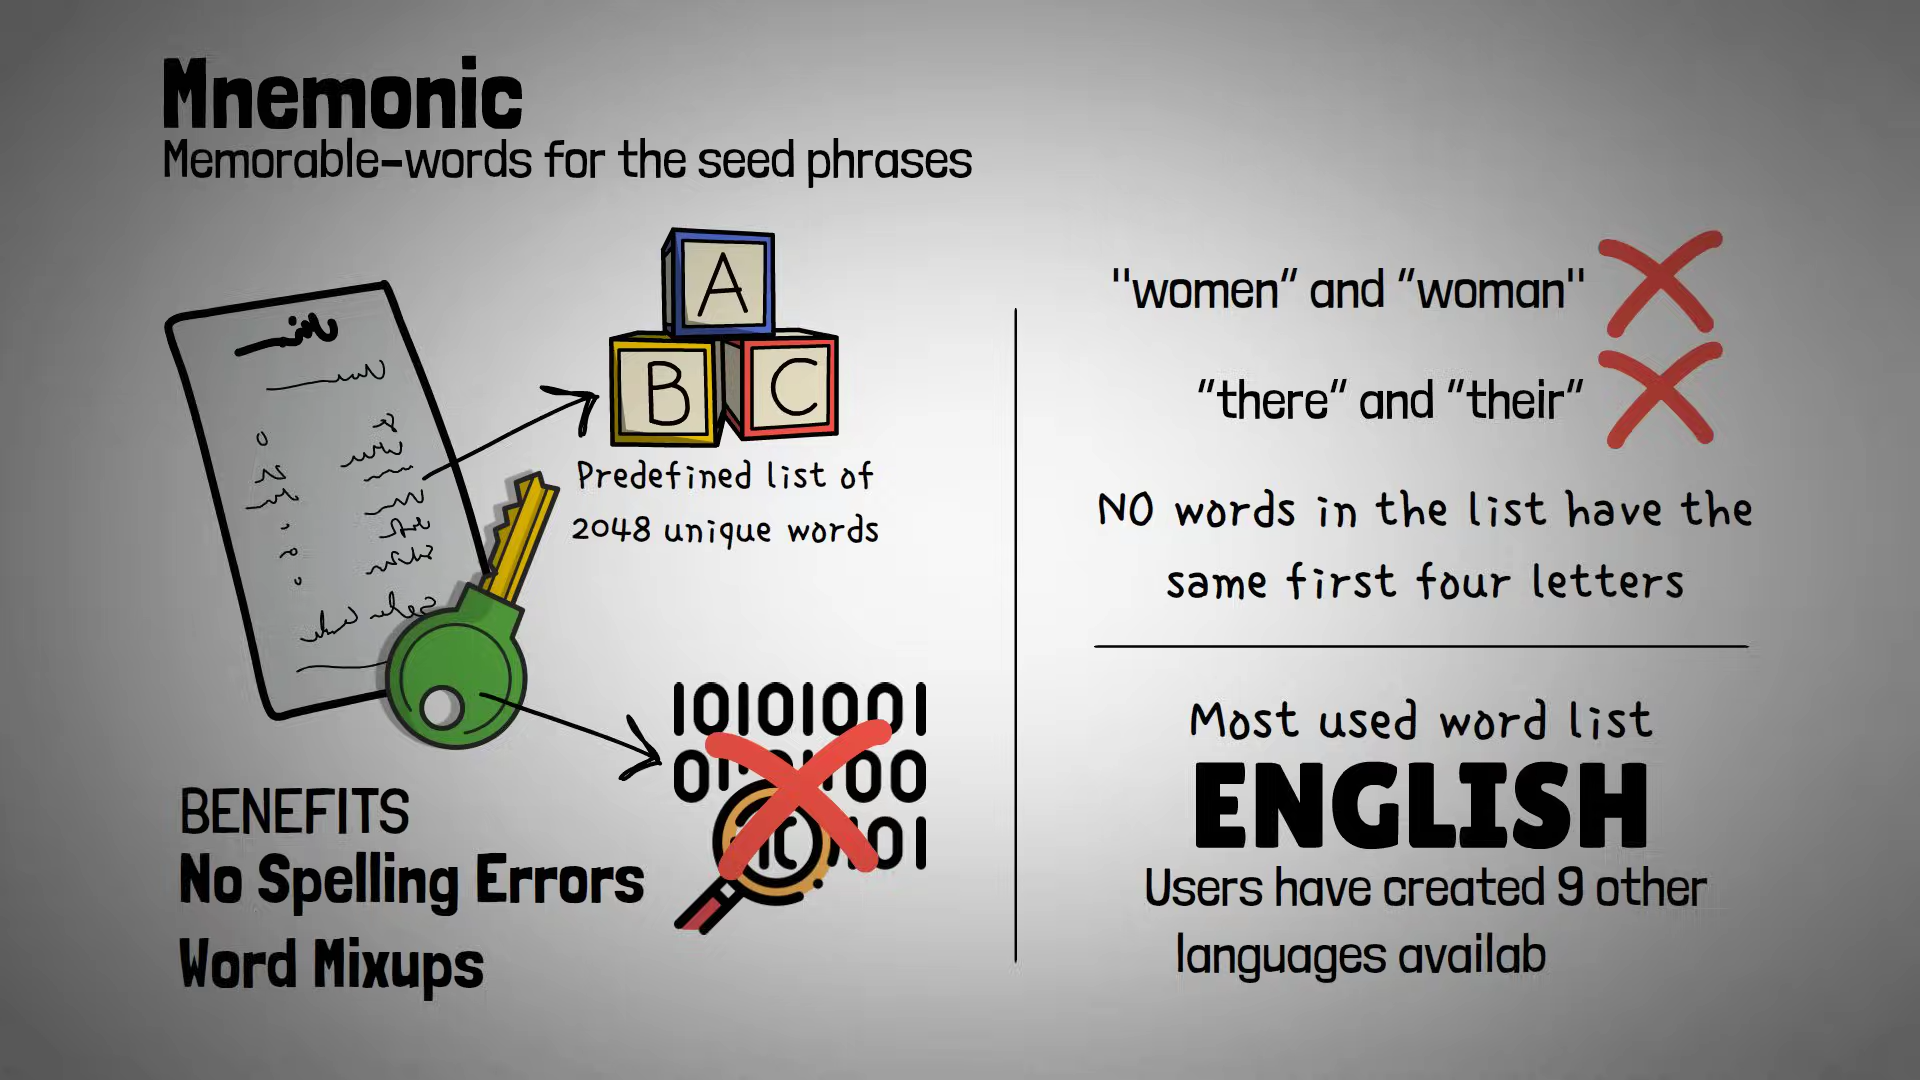 Mnemonic
Memorable-words for the seed phrases
A
B
C
Predefined list of
2048 unique words
10101001
BENEFITS
No Spelling Errors
Word Mixups
"women" and "woman"
"there" and "their"
NO words in the list have the
same first four letters
Most used word list
ENGLISH
Users have created 9 other
languages availab